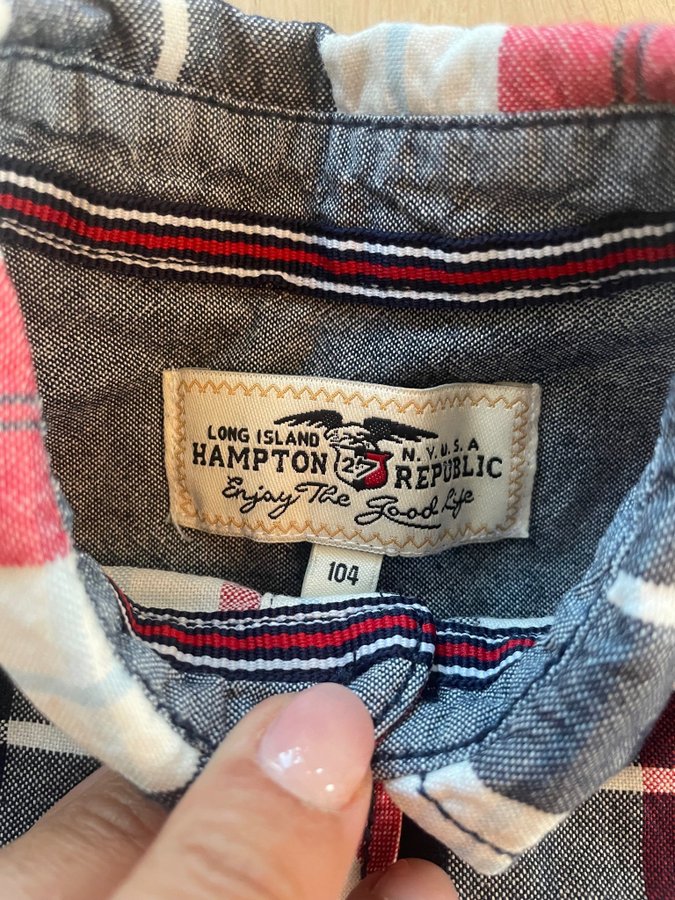 LONG ISLAND N.Y.U.S.A
HAMPTON 27 REPUBLIC
Enjoy The Good Life
104